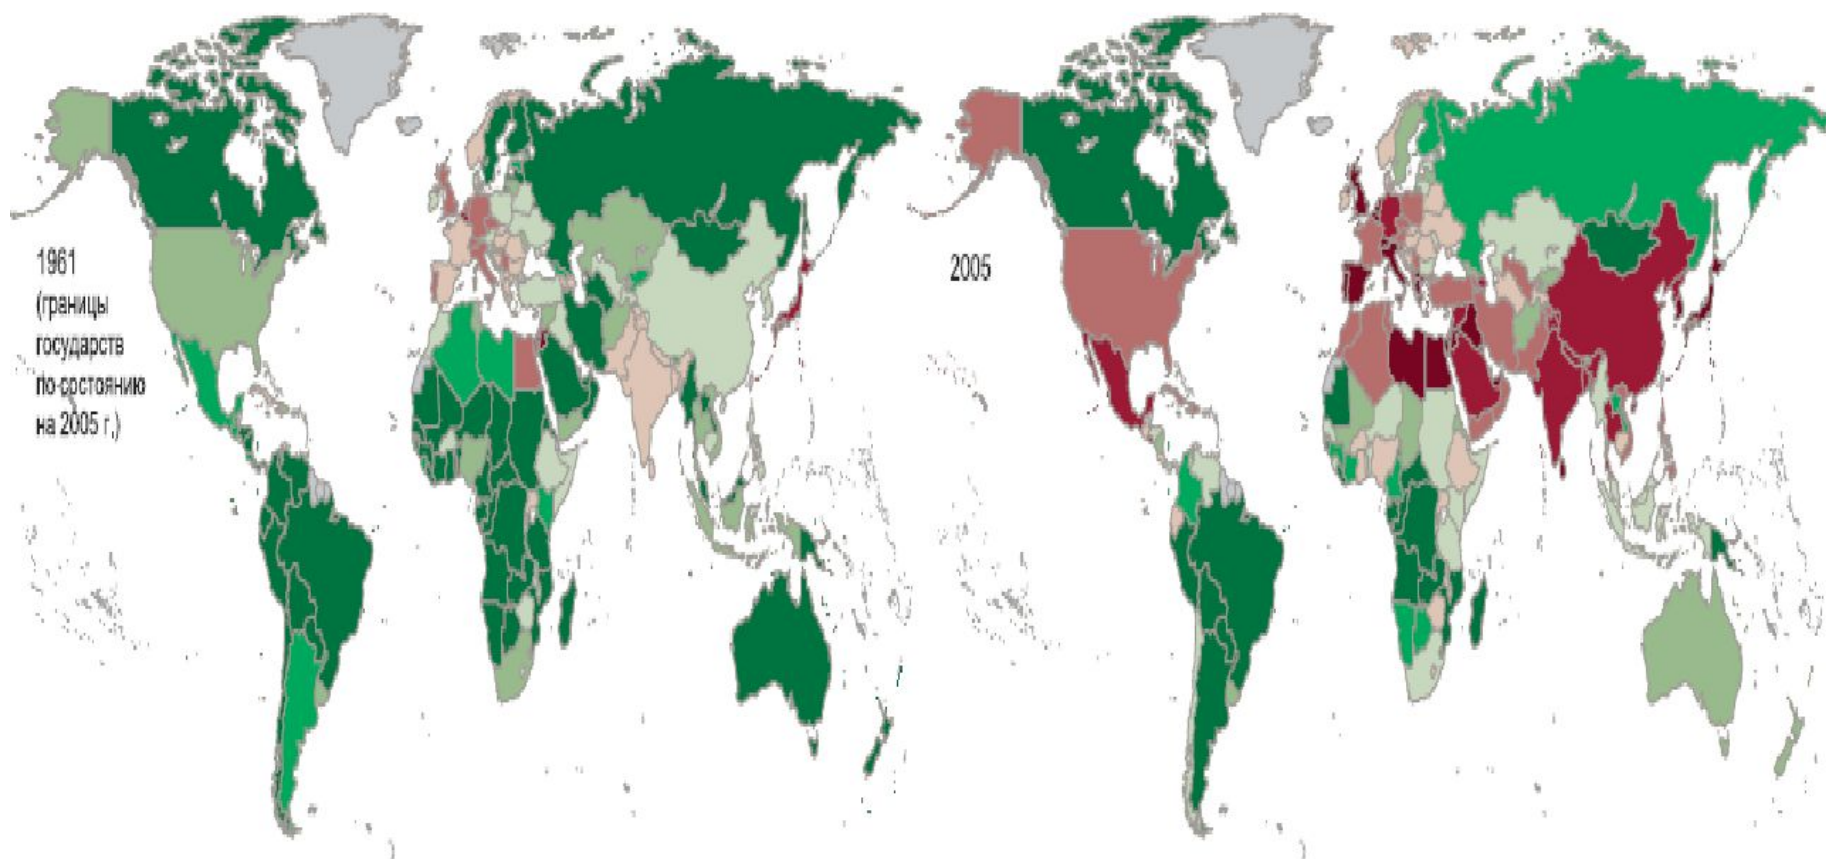 1961
(границы
государств
по состоянию
на 2005 г.)
2005